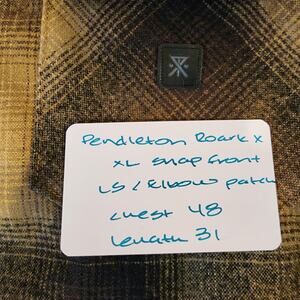 Pendleton Roark x
XL snap front
LS / Elbow patch
chest 48
length 31